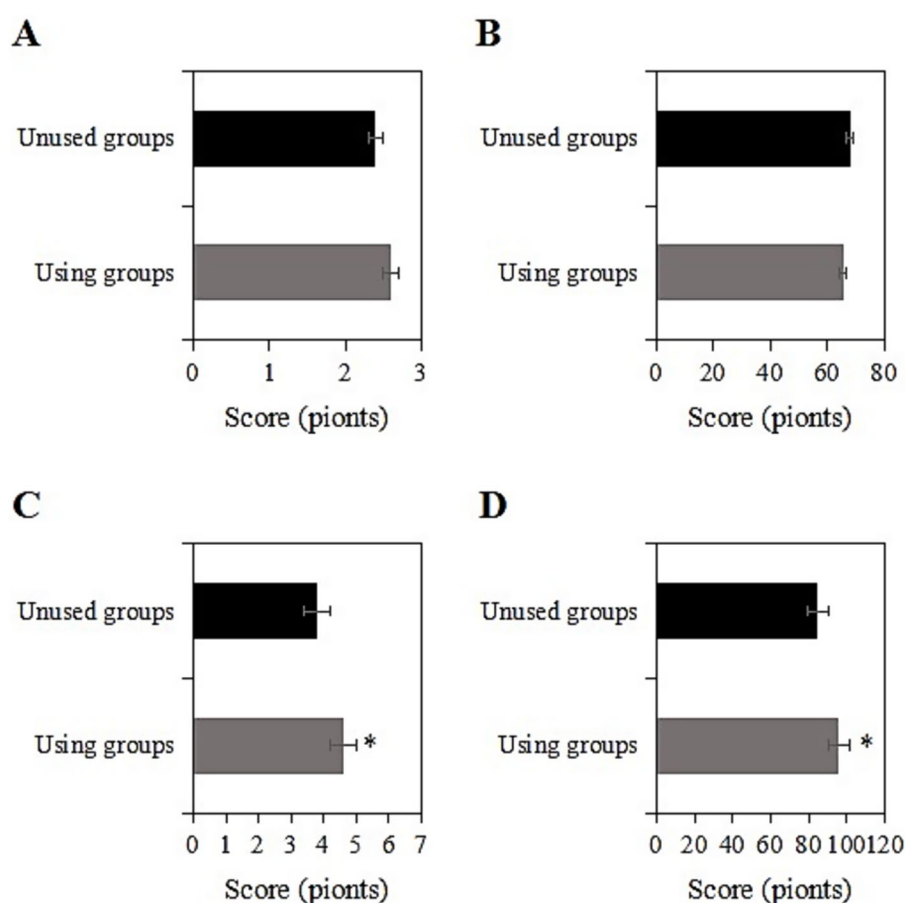 A
Unused groups
Using groups
0 1 2 3
Score (pionts)
B
Unused groups
Using groups
0 20 40 60 80
Score (pionts)
C
Unused groups
Using groups
*
0 1 2 3 4 5 6 7
Score (pionts)
D
Unused groups
Using groups
*
0 20 40 60 80 100 120
Score (pionts)